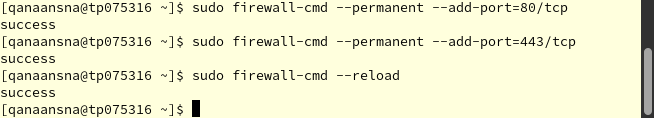 [qanaansna@tp075316 ~]$ sudo firewall-cmd --permanent --add-port=80/tcp
success
[qanaansna@tp075316 ~]$ sudo firewall-cmd --permanent --add-port=443/tcp
success
[qanaansna@tp075316 ~]$ sudo firewall-cmd --reload
success
[qanaansna@tp075316 ~]$